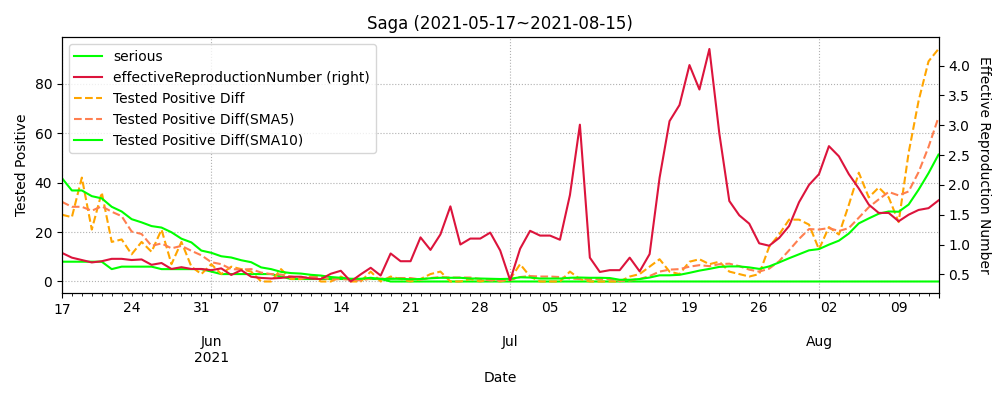 Saga (2021-05-17~2021-08-15)
serious
effectiveReproductionNumber (right)
Tested Positive Diff
Tested Positive Diff(SMA5)
Tested Positive Diff(SMA10)
Tested Positive
80
60
40
20
0
4.0
3.5
3.0
2.5
2.0
1.5
1.0
0.5
Effective Reproduction Number
17 24 31 07 14 21 28 05 12 19 26 02 09
Jun Jul Aug
2021
Date